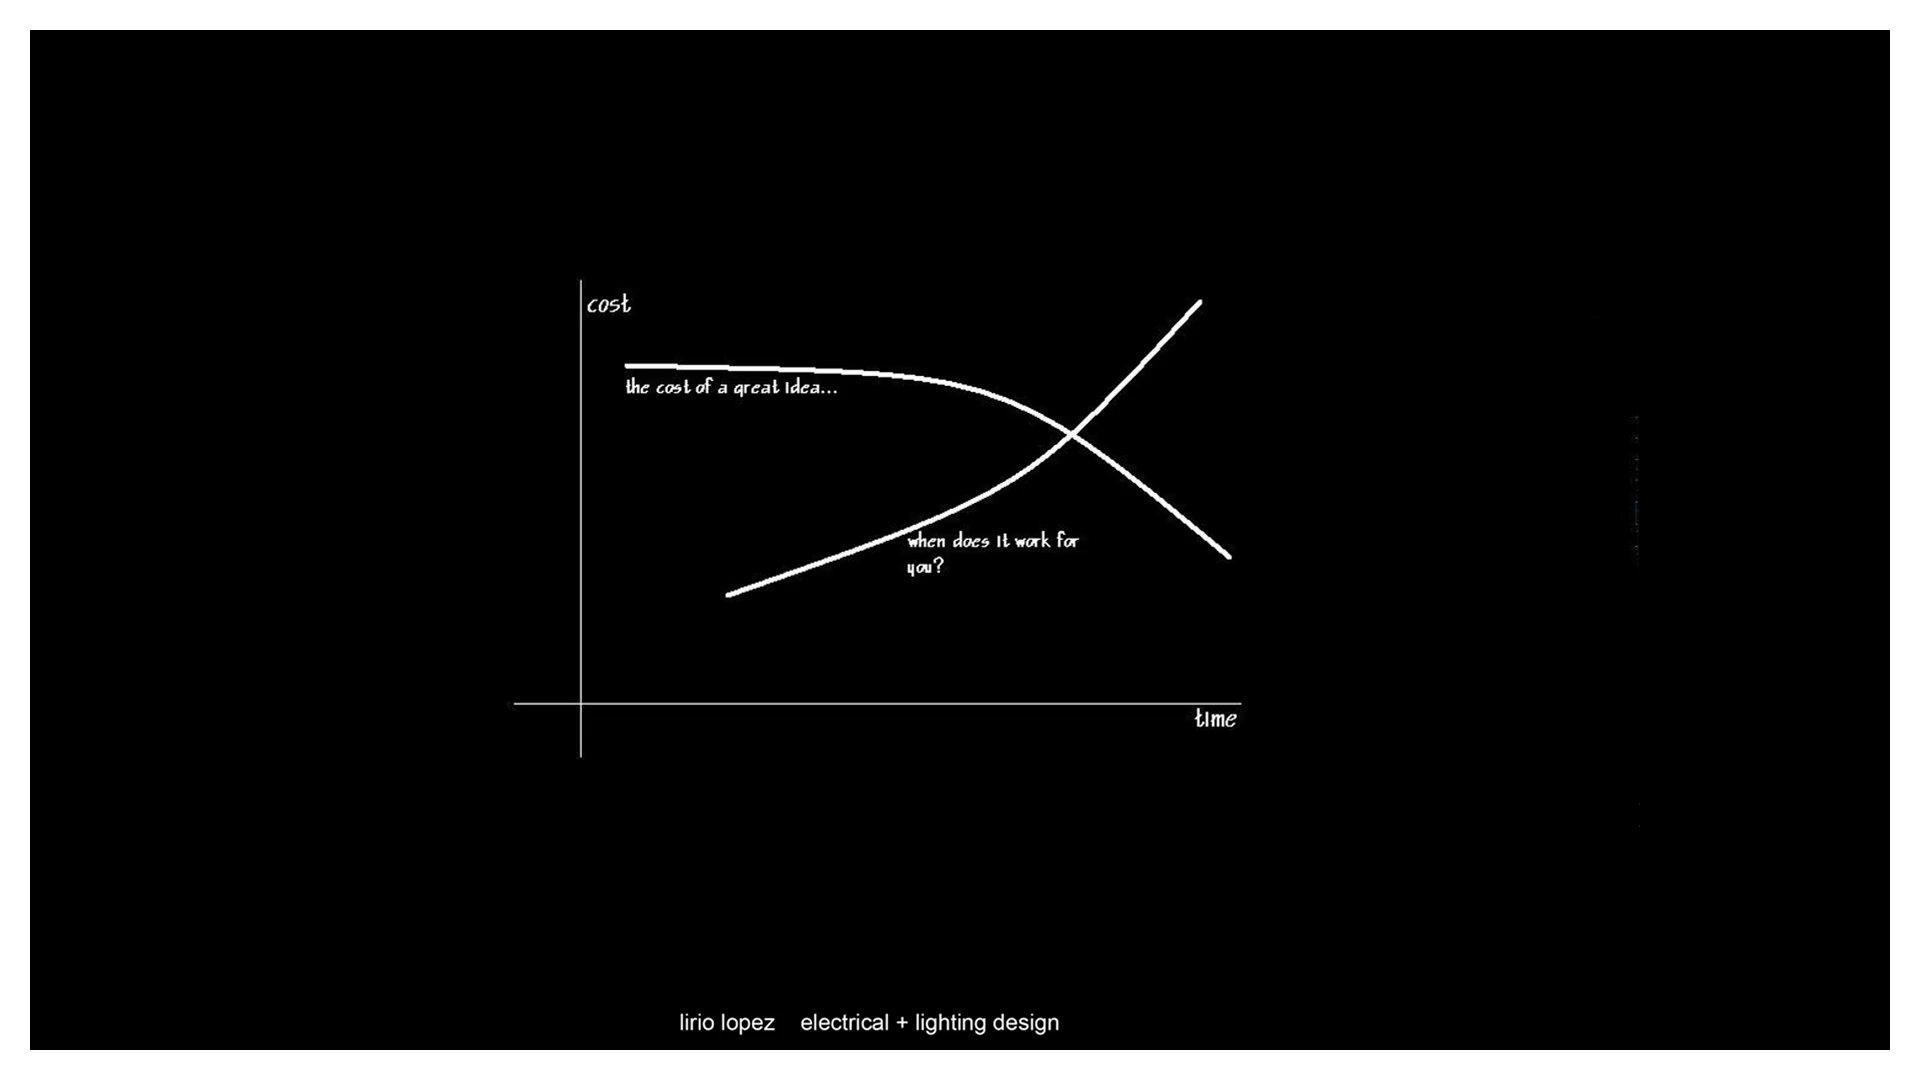 cost
the cost of a great idea...
when does it work for
you?
time
lirio lopez electrical + lighting design